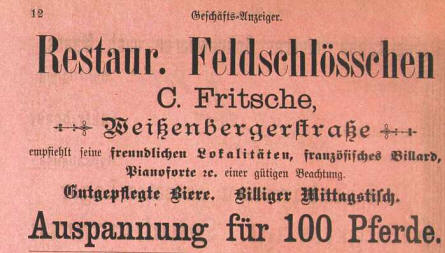 12 Geschäfts-Anzeiger.
Restaur. Feldschlösschen
C. Fritsche,
Weißenbergerstraße
empfiehlt seine freundlichen Lokalitäten, französisches Billard,
Pianoforte ꝛc. einer gütigen Beachtung.
Gutgepflegte Biere. Billiger Mittagstisch.
Auspannung für 100 Pferde.